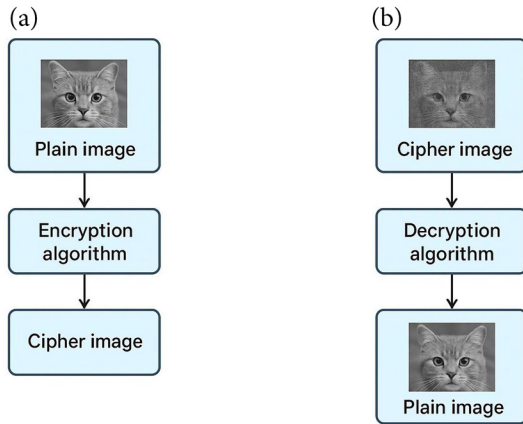 (a)
Plain image
Encryption
algorithm
Cipher image
(b)
Cipher image
Decryption
algorithm
Plain image